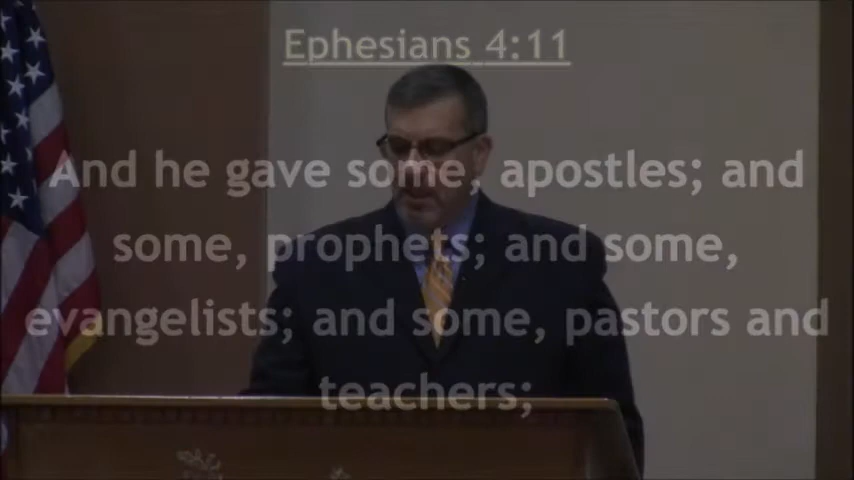 Ephesians 4:11
And he gave some, apostles; and
some, prophets; and some,
evangelists; and some, pastors and
teachers;